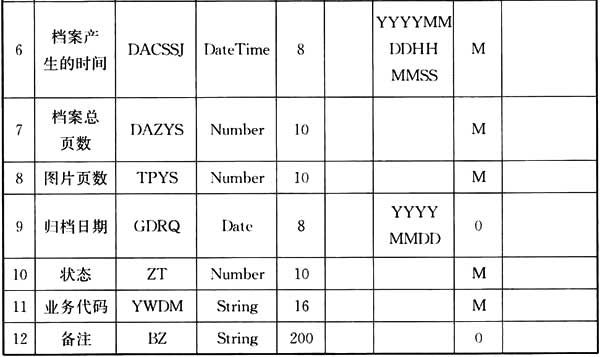 6 档案产生的时间 DACSSJ DateTime 8 YYYYMMDDHHMMSS M
7 档案总页数 DAZYS Number 10 M
8 图片页数 TPYS Number 10 M
9 归档日期 GDRQ Date 8 YYYYMMDD 0
10 状态 ZT Number 10 M
11 业务代码 YWDM String 16 M
12 备注 BZ String 200 0